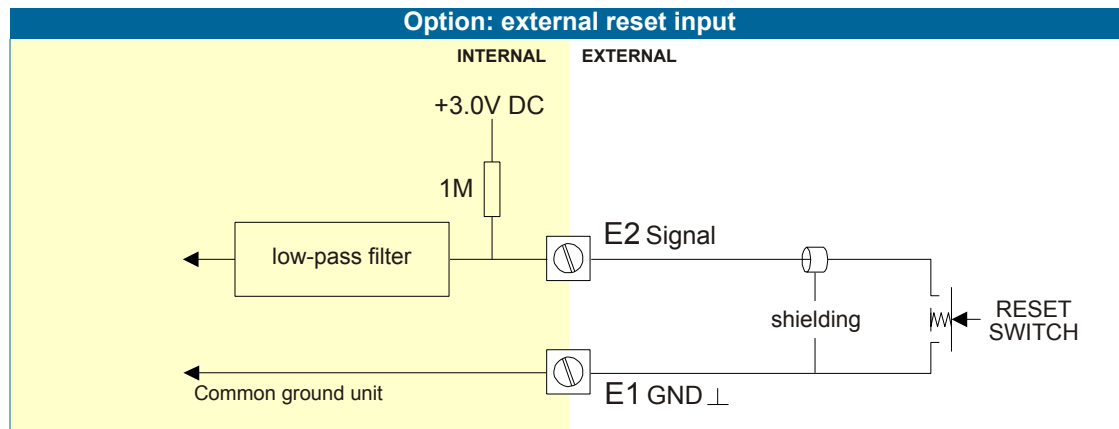 Option: external reset input
INTERNAL EXTERNAL
+3.0V DC
1M
E2 Signal
low-pass filter
shielding
RESET
SWITCH
Common ground unit
E1 GND ⊥